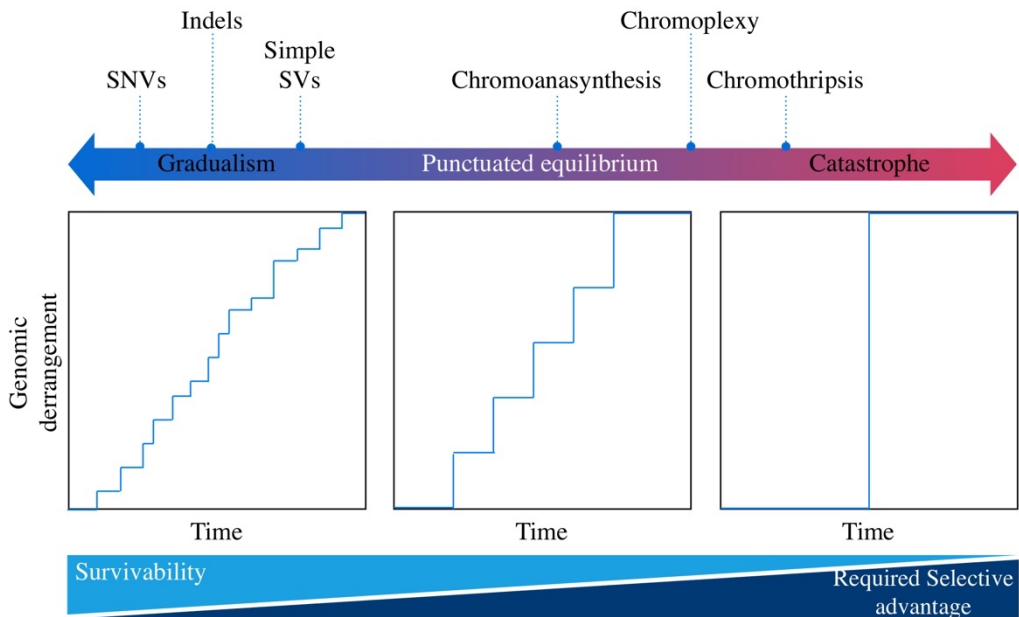 Indels
Chromoplexy
Simple
SVs
SNVs
Chromoanasynthesis
Chromothripsis
Gradualism
Punctuated equilibrium
Catastrophe
Genomic
derrangement
Time
Time
Time
Survivability
Required Selective
advantage